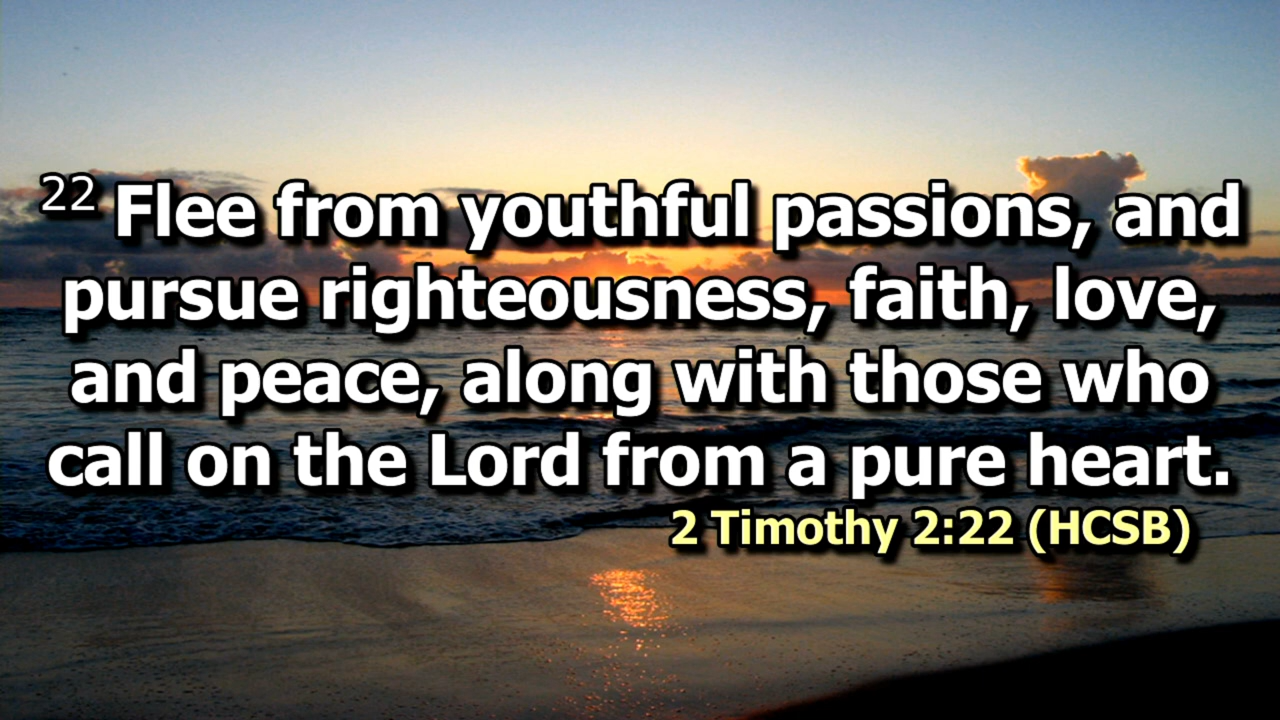 22 Flee from youthful passions, and
pursue righteousness, faith, love,
and peace, along with those who
call on the Lord from a pure heart.
2 Timothy 2:22 (HCSB)